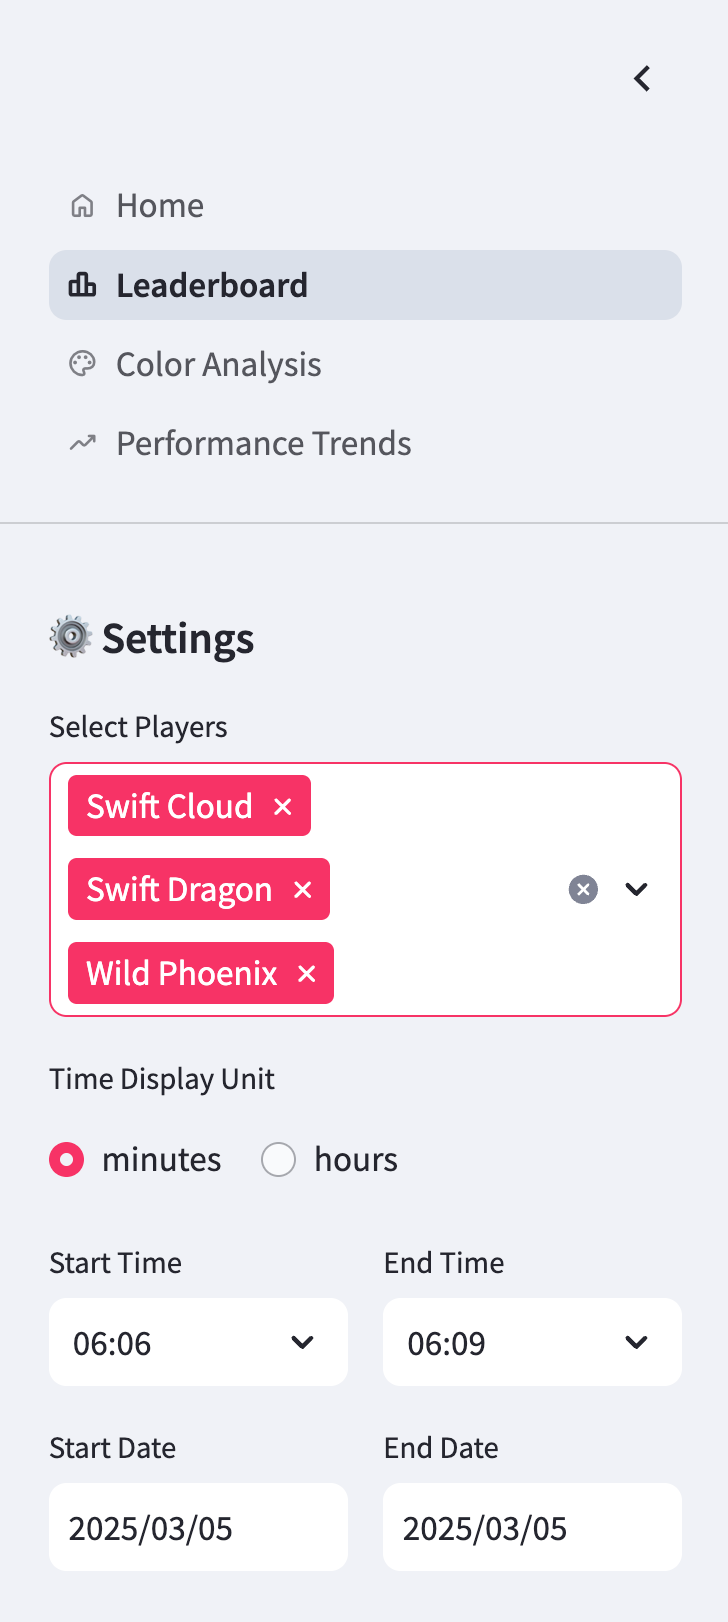 Home
Leaderboard
Color Analysis
Performance Trends
Settings
Select Players
Swift Cloud
Swift Dragon
Wild Phoenix
Time Display Unit
minutes hours
Start Time End Time
06:06 06:09
Start Date End Date
2025/03/05 2025/03/05